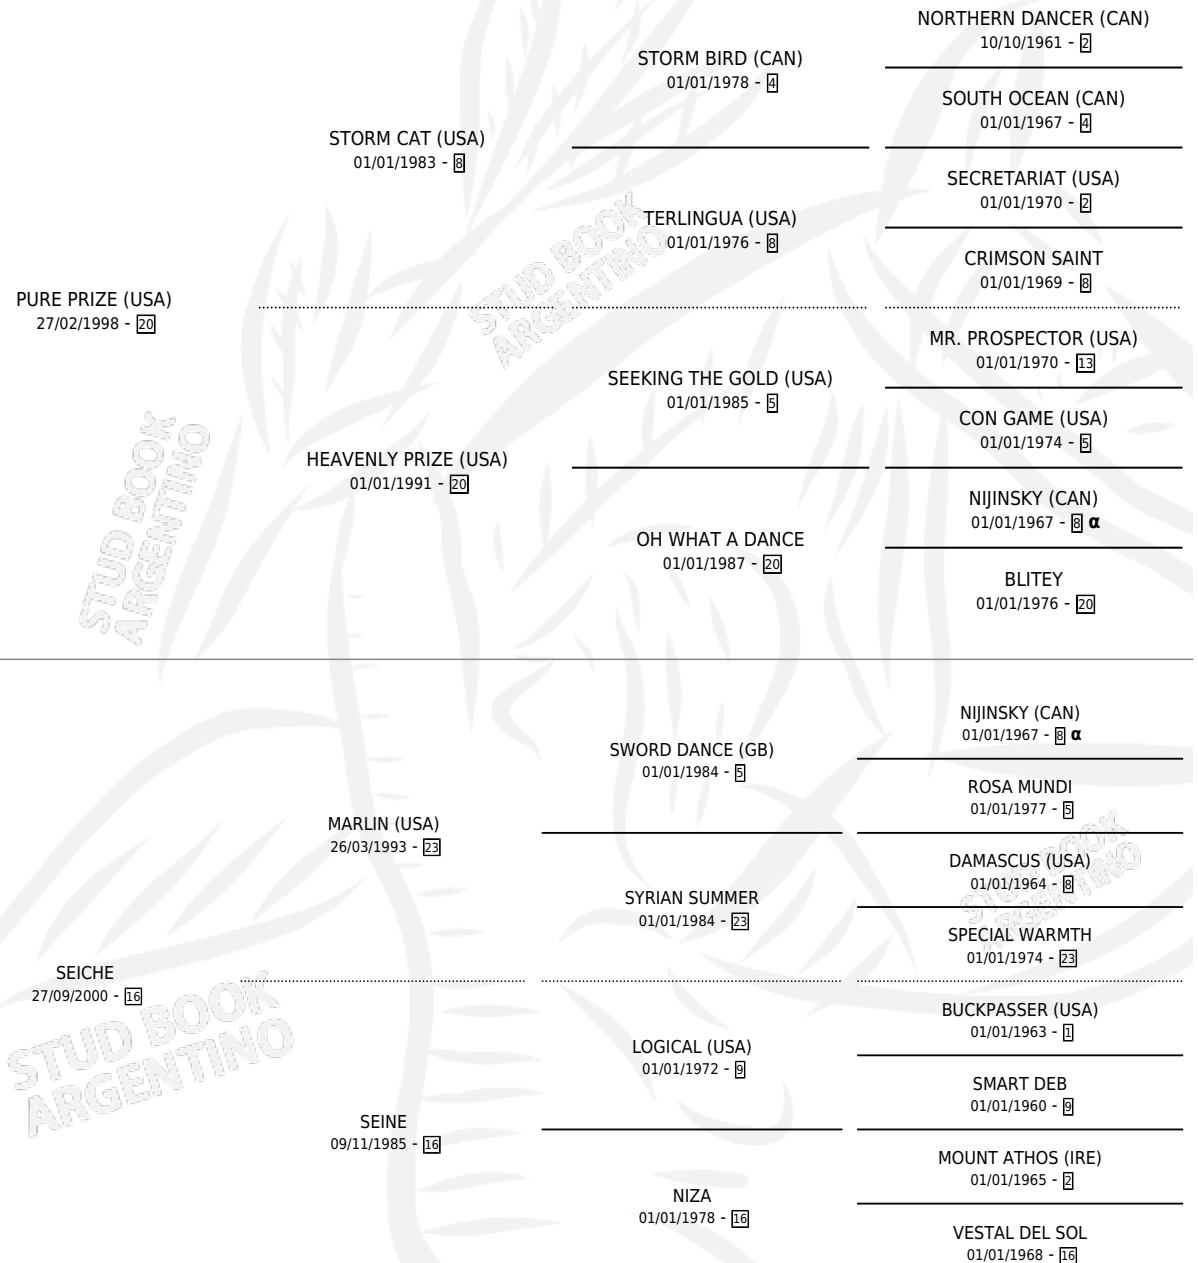 NORTHERN DANCER (CAN)
10/10/1961 - 2
STORM BIRD (CAN)
01/01/1978 - 4
SOUTH OCEAN (CAN)
01/01/1967 - 4
STORM CAT (USA)
01/01/1983 - 8
SECRETARIAT (USA)
01/01/1970 - 2
TERLINGUA (USA)
01/01/1976 - 8
CRIMSON SAINT
01/01/1969 - 8
PURE PRIZE (USA)
27/02/1998 - 20
STUD BOOK
ARGENTINO
MR. PROSPECTOR (USA)
01/01/1970 - 13
SEEKING THE GOLD (USA)
01/01/1985 - 5
CON GAME (USA)
01/01/1974 - 5
HEAVENLY PRIZE (USA)
01/01/1991 - 20
NIJINSKY (CAN)
01/01/1967 - 8 α
OH WHAT A DANCE
01/01/1987 - 20
BLITEY
01/01/1976 - 20
STUD BOOK
ARGENTINO
NIJINSKY (CAN)
01/01/1967 - 8 α
SWORD DANCE (GB)
01/01/1984 - 5
ROSA MUNDI
01/01/1977 - 5
MARLIN (USA)
26/03/1993 - 23
DAMASCUS (USA)
01/01/1964 - 8
SYRIAN SUMMER
01/01/1984 - 23
STUD BOOK
ARGENTINO
SPECIAL WARMTH
01/01/1974 - 23
SEICHE
27/09/2000 - 16
STUD BOOK
ARGENTINO
BUCKPASSER (USA)
01/01/1963 - 1
LOGICAL (USA)
01/01/1972 - 9
SMART DEB
01/01/1960 - 9
SEINE
09/11/1985 - 16
MOUNT ATHOS (IRE)
01/01/1965 - 2
NIZA
01/01/1978 - 16
VESTAL DEL SOL
01/01/1968 - 16